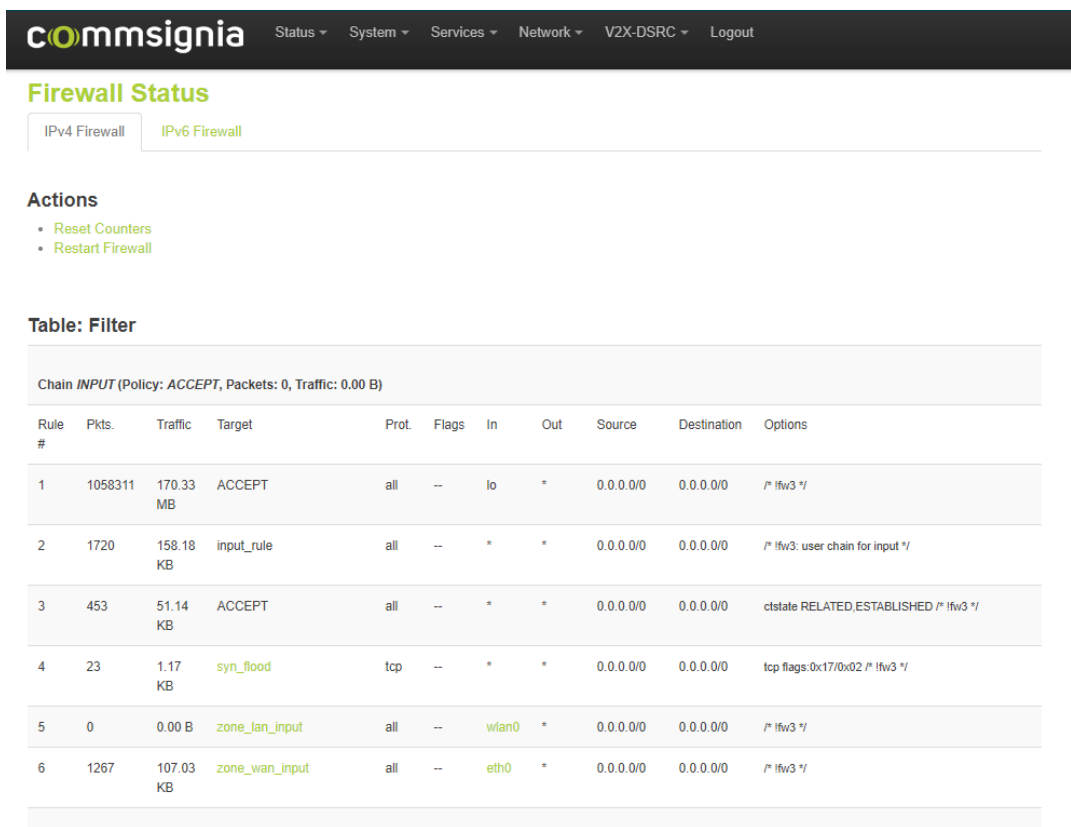 commsignia Status System Services Network V2X-DSRC Logout
Firewall Status
IPv4 Firewall IPv6 Firewall
Actions
• Reset Counters
• Restart Firewall
Table: Filter
Chain INPUT (Policy: ACCEPT, Packets: 0, Traffic: 0.00 B)
Rule Pkts. Traffic Target Prot. Flags In Out Source Destination Options
#
1 1058311 170.33 ACCEPT all -- lo * 0.0.0.0/0 0.0.0.0/0 /* !fw3 */
MB
2 1720 158.18 input_rule all -- * * 0.0.0.0/0 0.0.0.0/0 /* !fw3: user chain for input */
KB
3 453 51.14 ACCEPT all -- * * 0.0.0.0/0 0.0.0.0/0 ctstate RELATED,ESTABLISHED /* !fw3 */
KB
4 23 1.17 syn_flood tcp -- * * 0.0.0.0/0 0.0.0.0/0 tcp flags:0x17/0x02 /* !fw3 */
KB
5 0 0.00 B zone_lan_input all -- wlan0 * 0.0.0.0/0 0.0.0.0/0 /* !fw3 */
6 1267 107.03 zone_wan_input all -- eth0 * 0.0.0.0/0 0.0.0.0/0 /* !fw3 */
KB